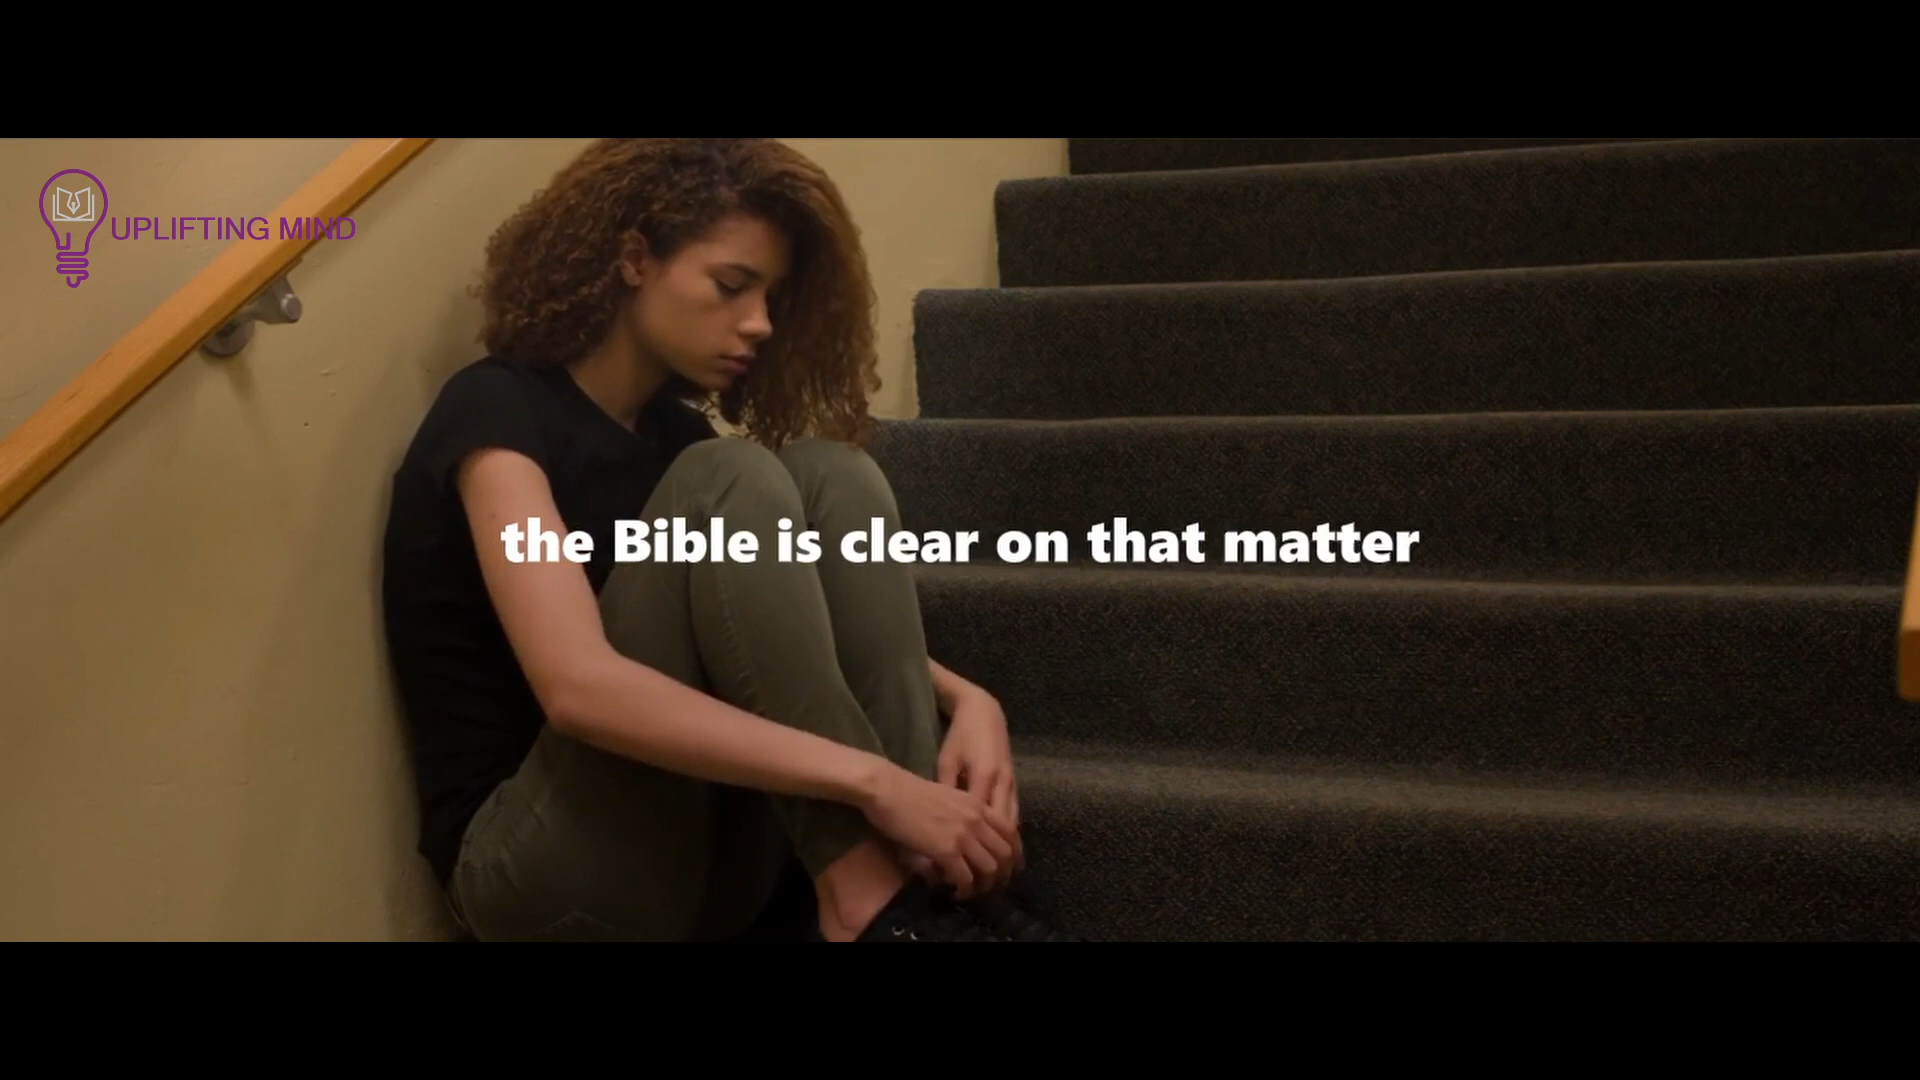 UPLIFTING MIND
the Bible is clear on that matter